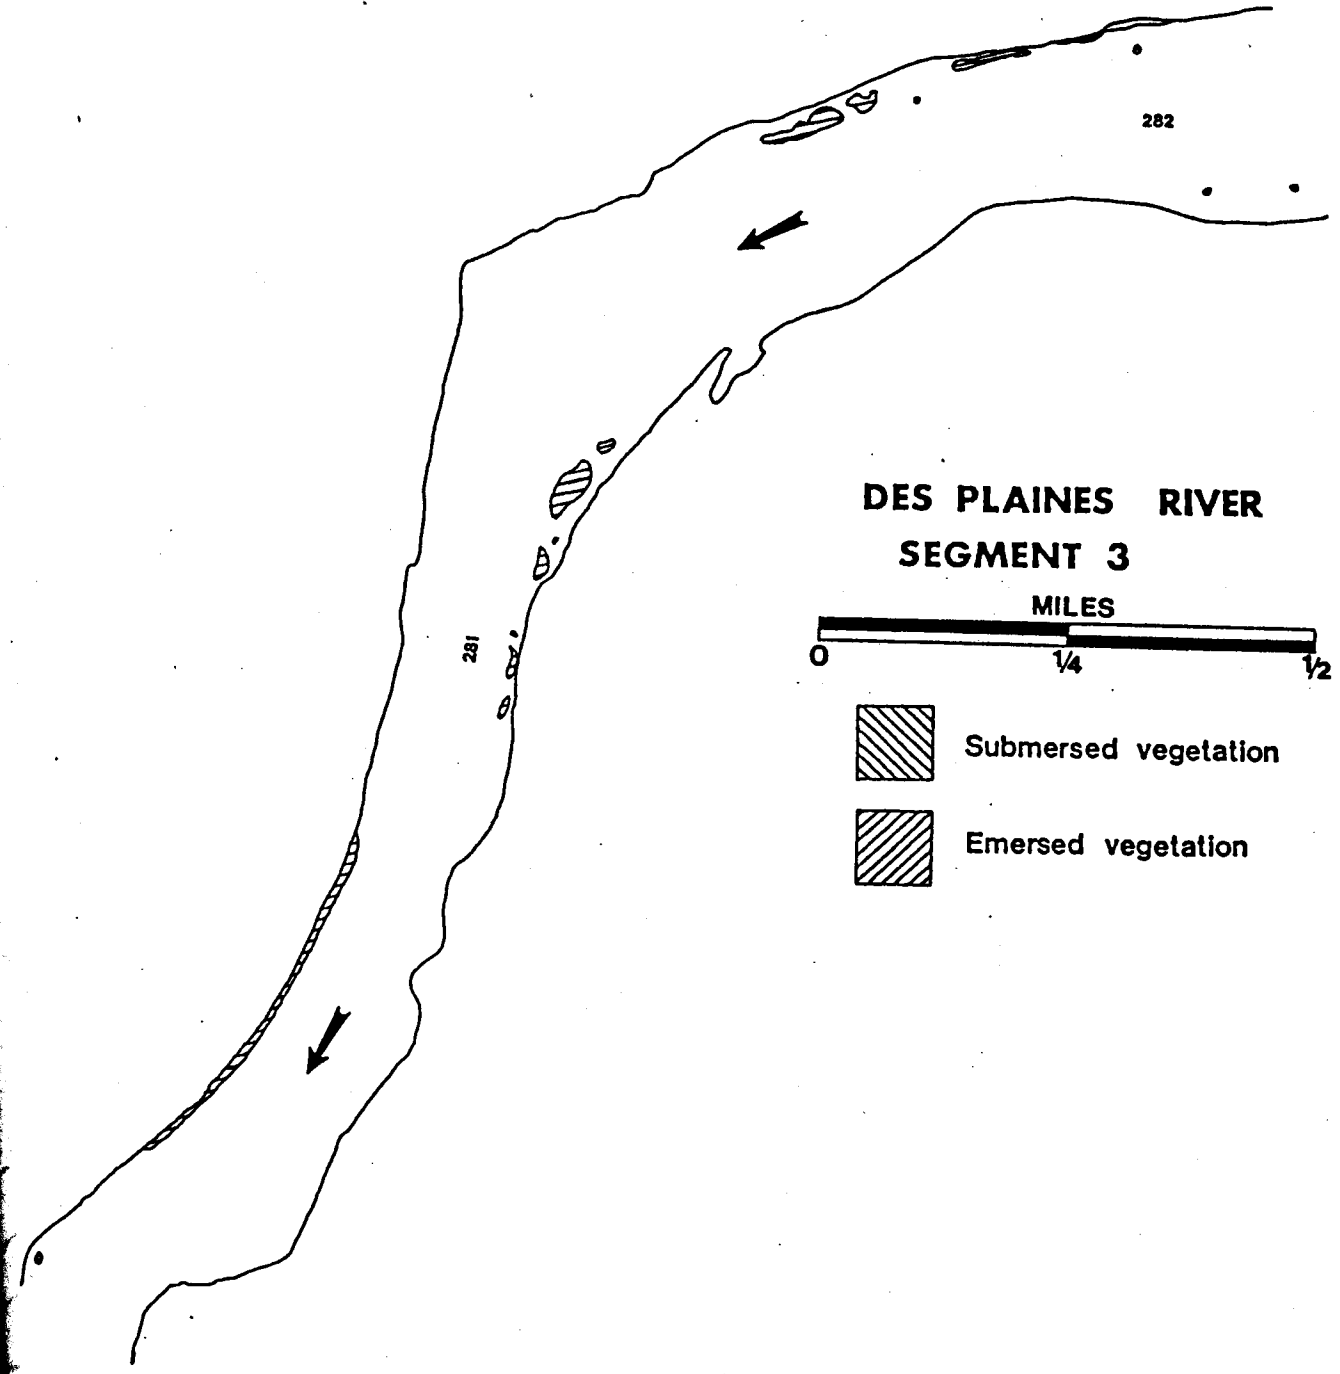 282
281
DES PLAINES RIVER
SEGMENT 3
MILES
0 1/4 1/2
Submersed vegetation
Emersed vegetation